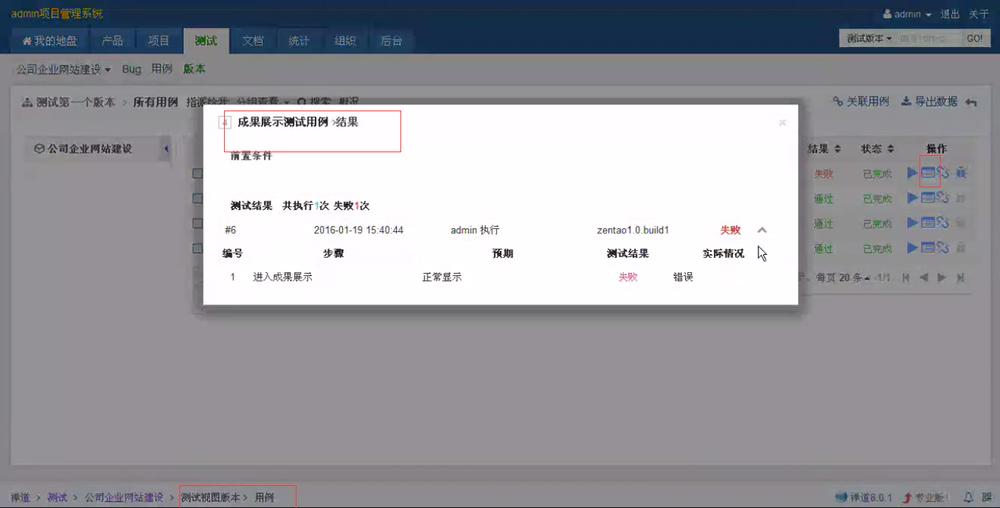 admin项目管理系统
admin 退出 关于
我的地盘 产品 项目 测试 文档 统计 组织 后台
测试版本 GO!
公司企业网站建设 Bug 用例 版本
测试第一个版本 › 所有用例 指派给我 分组查看 搜索 概况 关联用例 导出数据
4 成果展示测试用例 >结果
公司企业网站建设 结果 状态 操作
前置条件
失败 已完成
通过 已完成
测试结果 共执行1次 失败1次
通过 已完成
#6 2016-01-19 15:40:44 admin 执行 zentao1.0.build1 失败
通过 已完成
编号 步骤 预期 测试结果 实际情况
1 进入成果展示 正常显示 失败 错误
每页 20 条 1/1
禅道 › 测试 › 公司企业网站建设 › 测试视图版本 › 用例 禅道8.0.1 专业版